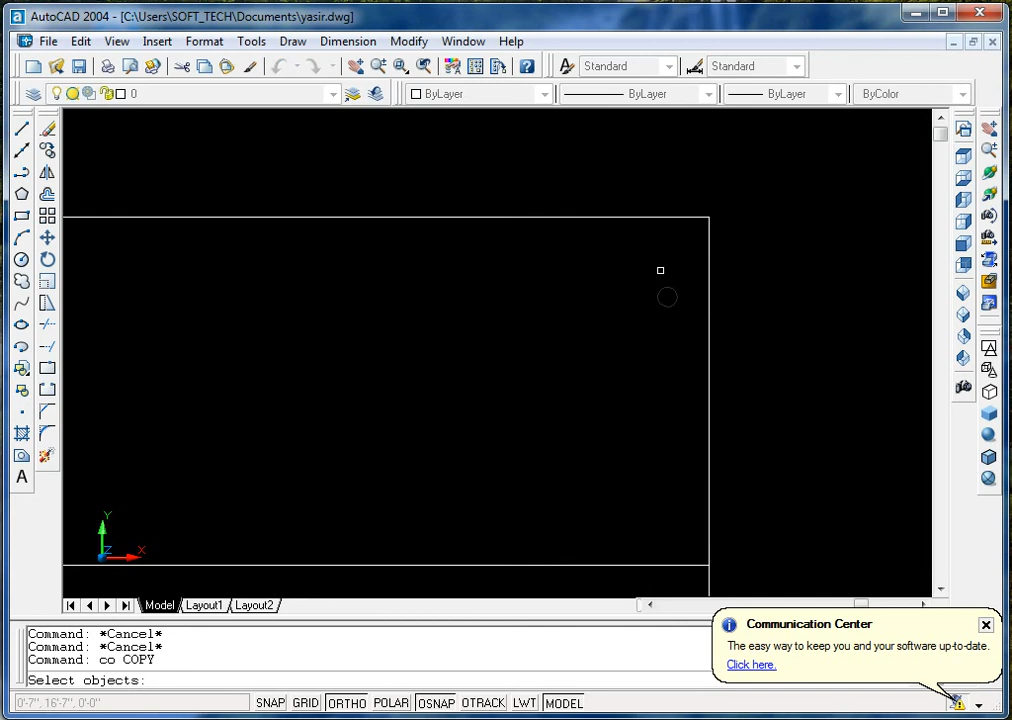 AutoCAD 2004 - [C:\Users\SOFT_TECH\Documents\yasir.dwg]
File Edit View Insert Format Tools Draw Dimension Modify Window Help
Standard Standard
0 ByLayer ByLayer ByLayer ByColor
A
Y
Z X
Model Layout1 Layout2
Command: *Cancel*
Command: *Cancel*
Command: co COPY
Select objects:
Communication Center
The easy way to keep you and your software up-to-date.
Click here.
0'-7", 16'-7", 0'-0" SNAP GRID ORTHO POLAR OSNAP OTRACK LWT MODEL